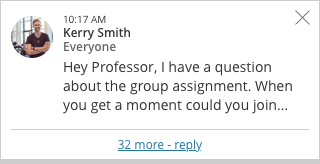 10:17 AM
Kerry Smith
Everyone
Hey Professor, I have a question
about the group assignment. When
you get a moment could you join...
32 more - reply